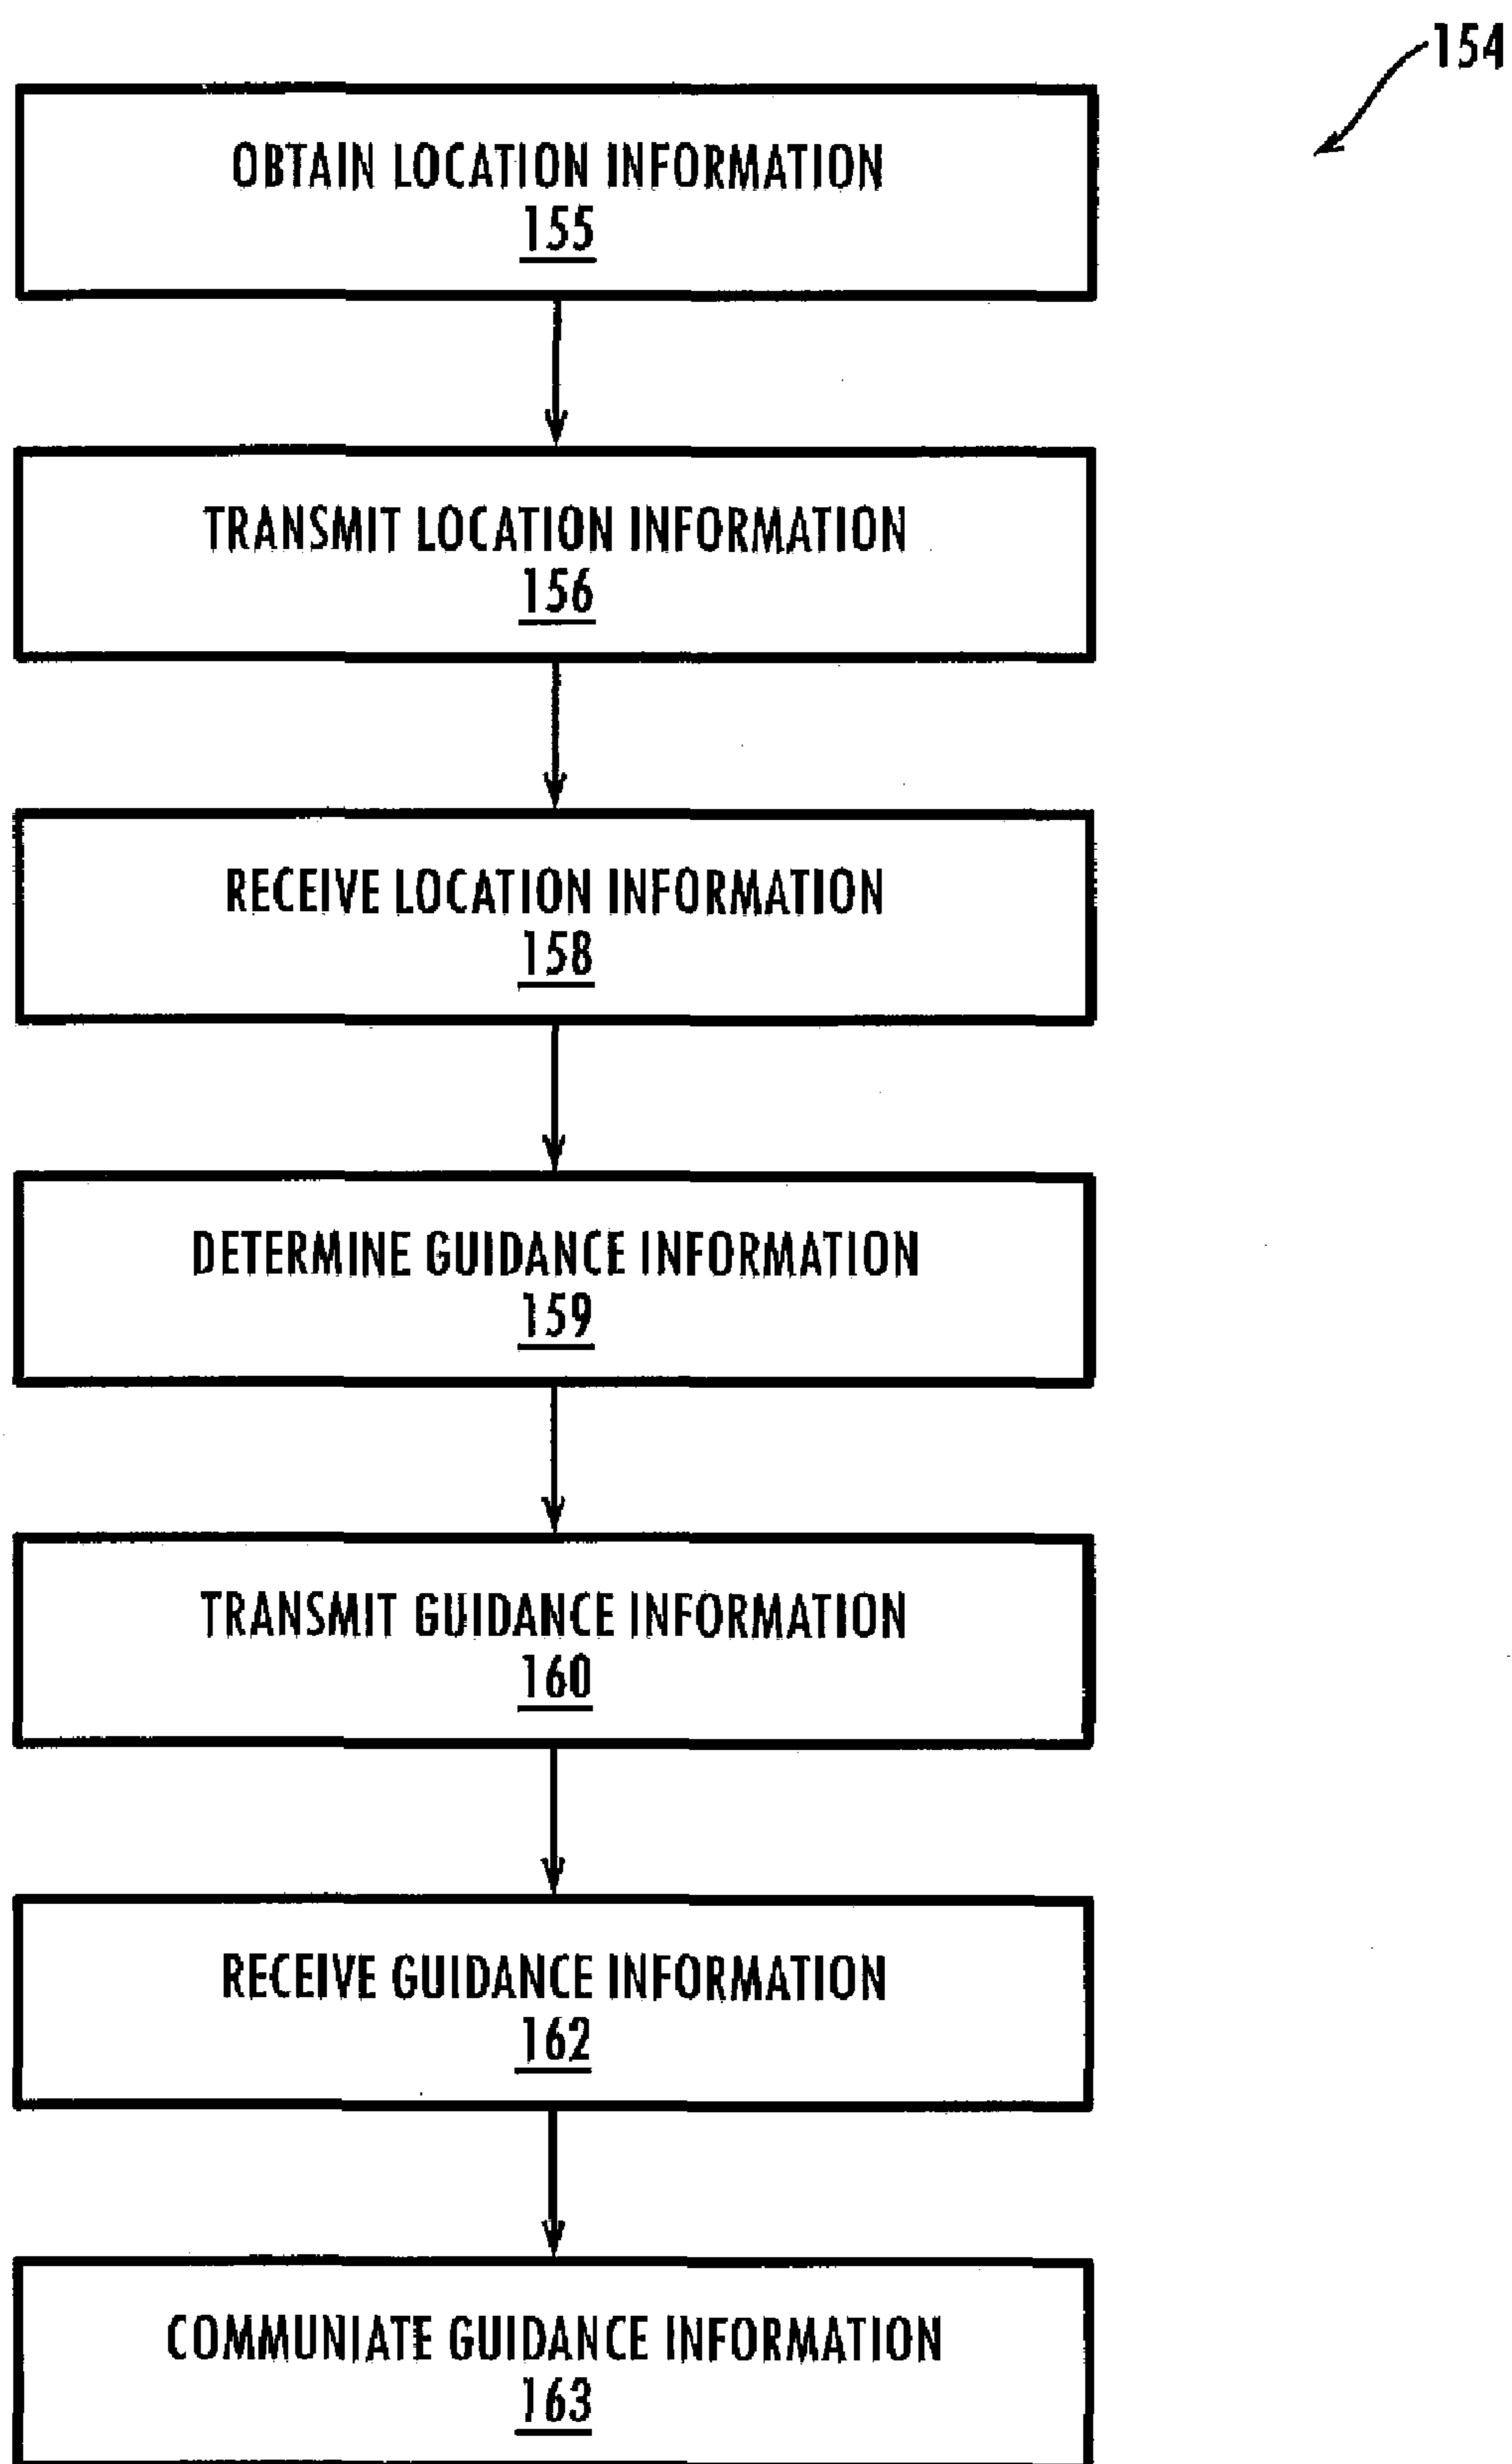 154
OBTAIN LOCATION INFORMATION
155
TRANSMIT LOCATION INFORMATION
156
RECEIVE LOCATION INFORMATION
158
DETERMINE GUIDANCE INFORMATION
159
TRANSMIT GUIDANCE INFORMATION
160
RECEIVE GUIDANCE INFORMATION
162
COMMUNIATE GUIDANCE INFORMATION
163